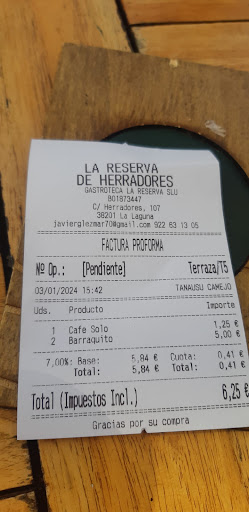 LA RESERVA
DE HERRADORES
GASTROTECA LA RESERVA SLU
B01873447
C/ Herradores, 107
38201 La Laguna
javierglezmar70@gmail.com 922 63 13 05
FACTURA PROFORMA
Nº Op.: [Pendiente] Terraza/T5
03/01/2024 15:42 TANAUSU CAMEJO
Uds. Producto Importe
1 Cafe Solo 1,25 €
2 Barraquito 5,00 €
7,00% Base: 5,84 € Cuota: 0,41 €
Total: 5,84 € Total: 0,41 €
Total (Impuestos Incl.) 6,25 €
Gracias por su compra